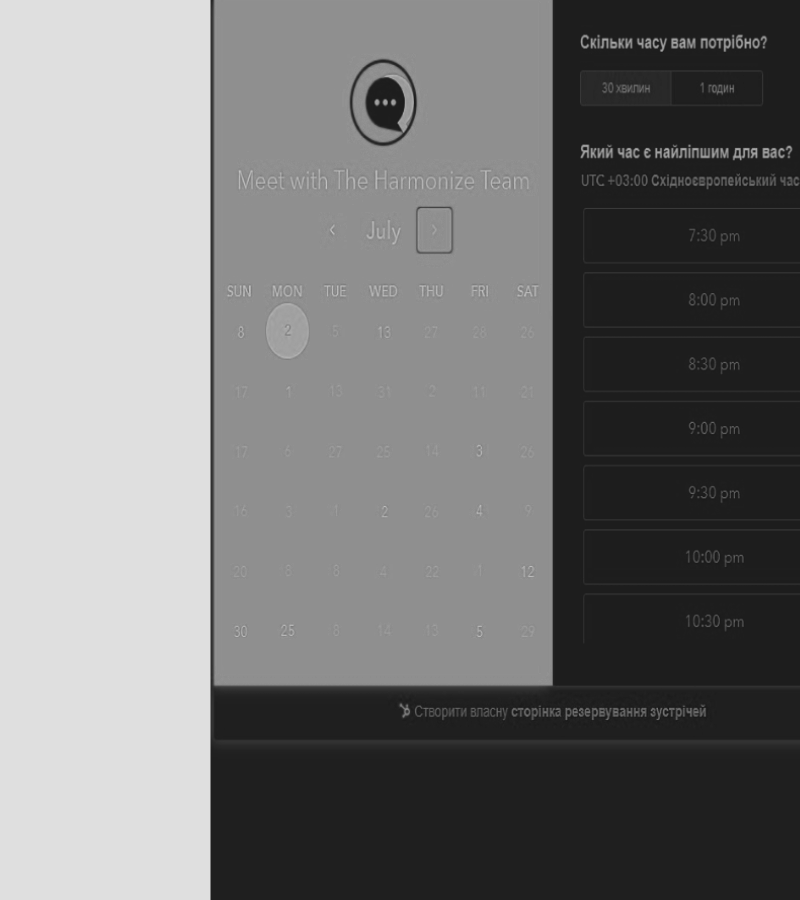 Meet with The Harmonize Team
July
SUN MON TUE WED THU FRI SAT
8 2 5 13 27 28 26
17 1 13 31 2 11 21
17 6 27 25 14 3 26
16 3 1 2 26 4 9
20 8 8 4 22 1 12
30 25 8 14 13 5 29
Скільки часу вам потрібно?
30 хвилин 1 годин
Який час є найліпшим для вас?
UTC +03:00 Східноєвропейський час
7:30 pm
8:00 pm
8:30 pm
9:00 pm
9:30 pm
10:00 pm
10:30 pm
Створити власну сторінка резервування зустрічей